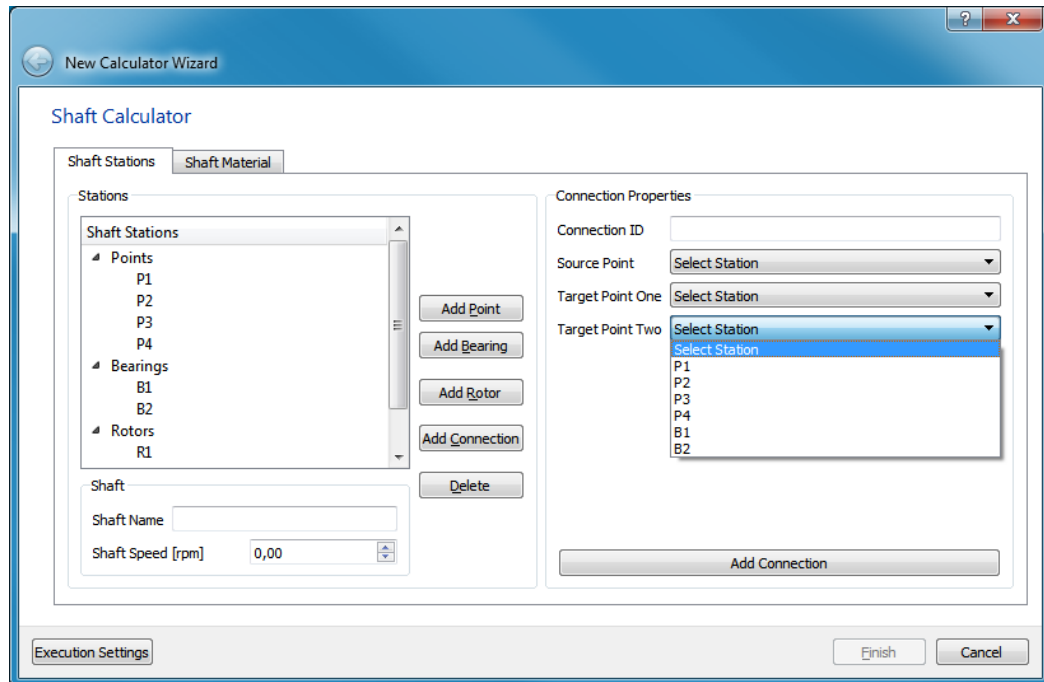 ?
X
New Calculator Wizard
Shaft Calculator
Shaft Stations
Shaft Material
Stations
Shaft Stations
Points
P1
P2
P3
P4
Bearings
B1
B2
Rotors
R1
Add Point
Add Bearing
Add Rotor
Add Connection
Delete
Shaft
Shaft Name
Shaft Speed [rpm]
0,00
Connection Properties
Connection ID
Source Point
Select Station
Target Point One
Select Station
Target Point Two
Select Station
Select Station
P1
P2
P3
P4
B1
B2
Add Connection
Execution Settings
Finish
Cancel